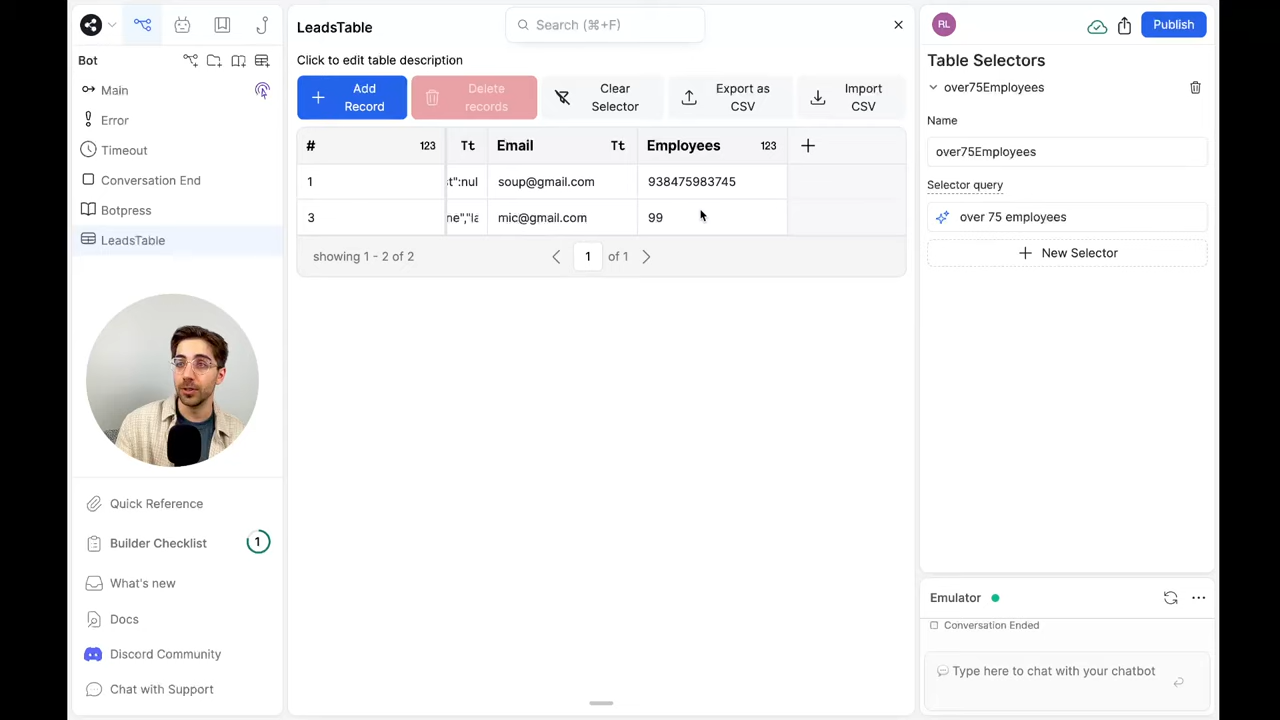 Bot
Main
Error
Timeout
Conversation End
Botpress
LeadsTable
Quick Reference
Builder Checklist
1
What's new
Docs
Discord Community
Chat with Support
LeadsTable
Search (⌘+F)
Click to edit table description
Add Record
Delete records
Clear Selector
Export as CSV
Import CSV
# 123 Tt Email Tt Employees 123
1 t":nul soup@gmail.com 938475983745
3 ne","la mic@gmail.com 99
showing 1 - 2 of 2
1 of 1
RL
Publish
Table Selectors
over75Employees
Name
over75Employees
Selector query
over 75 employees
New Selector
Emulator
Conversation Ended
Type here to chat with your chatbot